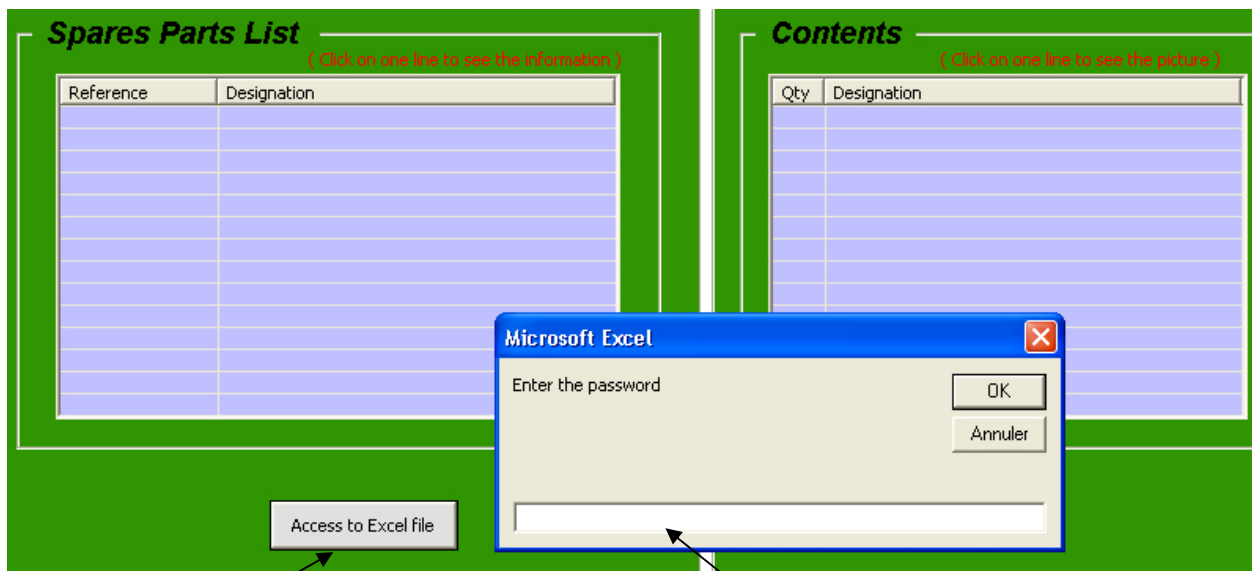 Spares Parts List
( Click on one line to see the information )
Reference Designation
Contents
( Click on one line to see the picture )
Qty Designation
Microsoft Excel
Enter the password
OK
Annuler
Access to Excel file